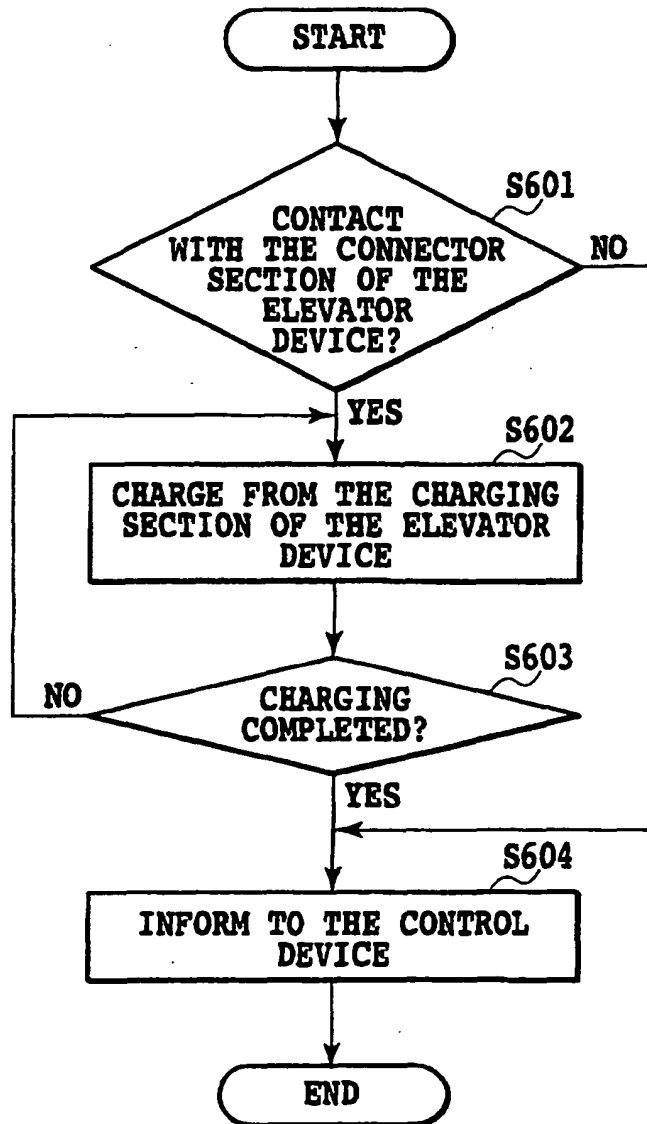 START
S601
CONTACT
WITH THE CONNECTOR
SECTION OF THE
ELEVATOR
DEVICE?
NO
YES
S602
CHARGE FROM THE CHARGING
SECTION OF THE ELEVATOR
DEVICE
S603
NO
CHARGING
COMPLETED?
YES
S604
INFORM TO THE CONTROL
DEVICE
END